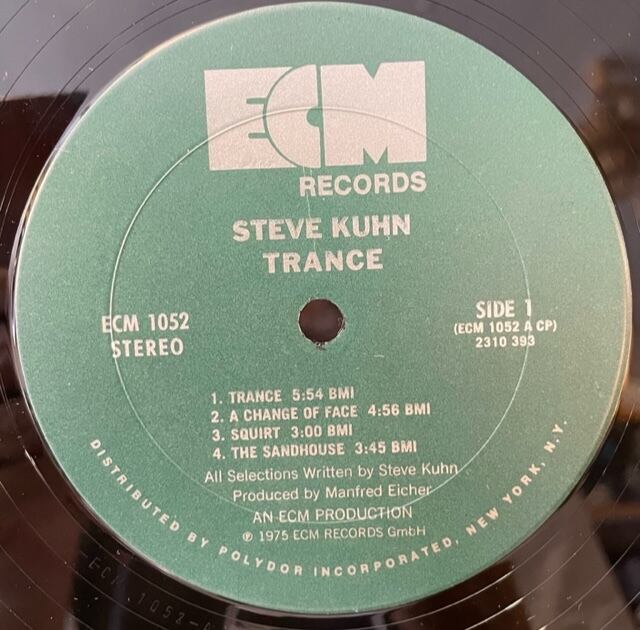 ECM
RECORDS
STEVE KUHN
TRANCE
ECM 1052
STEREO
SIDE 1
(ECM 1052 A CP)
2310 393
1. TRANCE 5:54 BMI
2. A CHANGE OF FACE 4:56 BMI
3. SQUIRT 3:00 BMI
4. THE SANDHOUSE 3:45 BMI
All Selections Written by Steve Kuhn
Produced by Manfred Eicher
AN ECM PRODUCTION
℗ 1975 ECM RECORDS GmbH
DISTRIBUTED BY POLYDOR INCORPORATED, NEW YORK, N.Y.
ECM 1052-